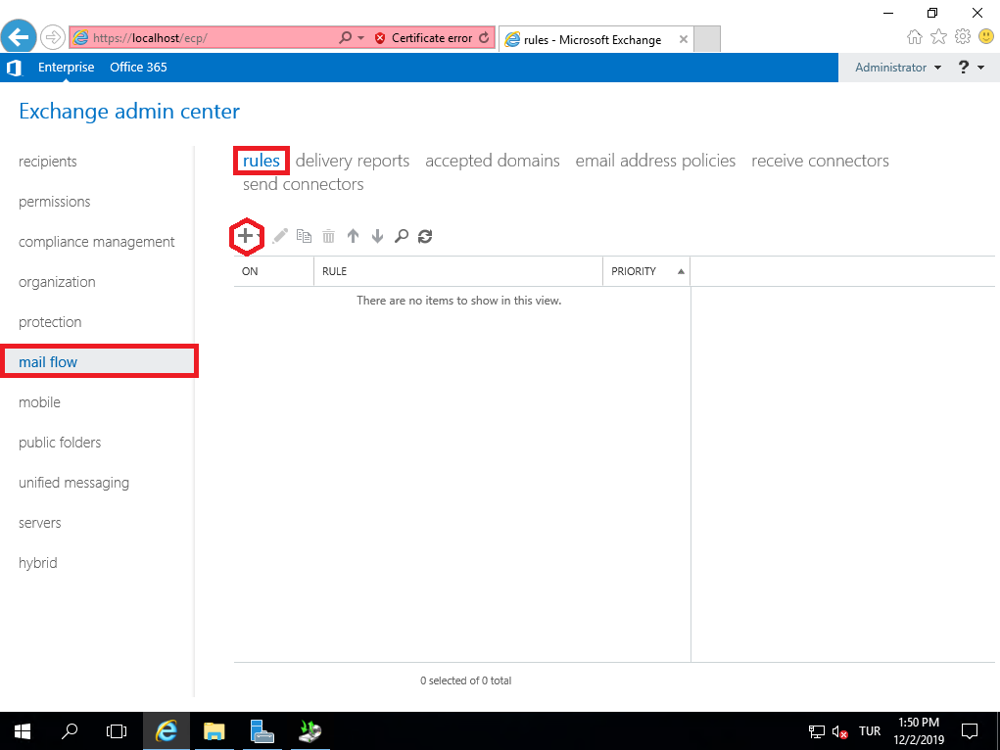 https://localhost/ecp/
Certificate error
rules - Microsoft Exchange
Enterprise
Office 365
Administrator
?
Exchange admin center
recipients
permissions
compliance management
organization
protection
mail flow
mobile
public folders
unified messaging
servers
hybrid
rules delivery reports accepted domains email address policies receive connectors
send connectors
ON RULE PRIORITY
There are no items to show in this view.
0 selected of 0 total
TUR
1:50 PM
12/2/2019